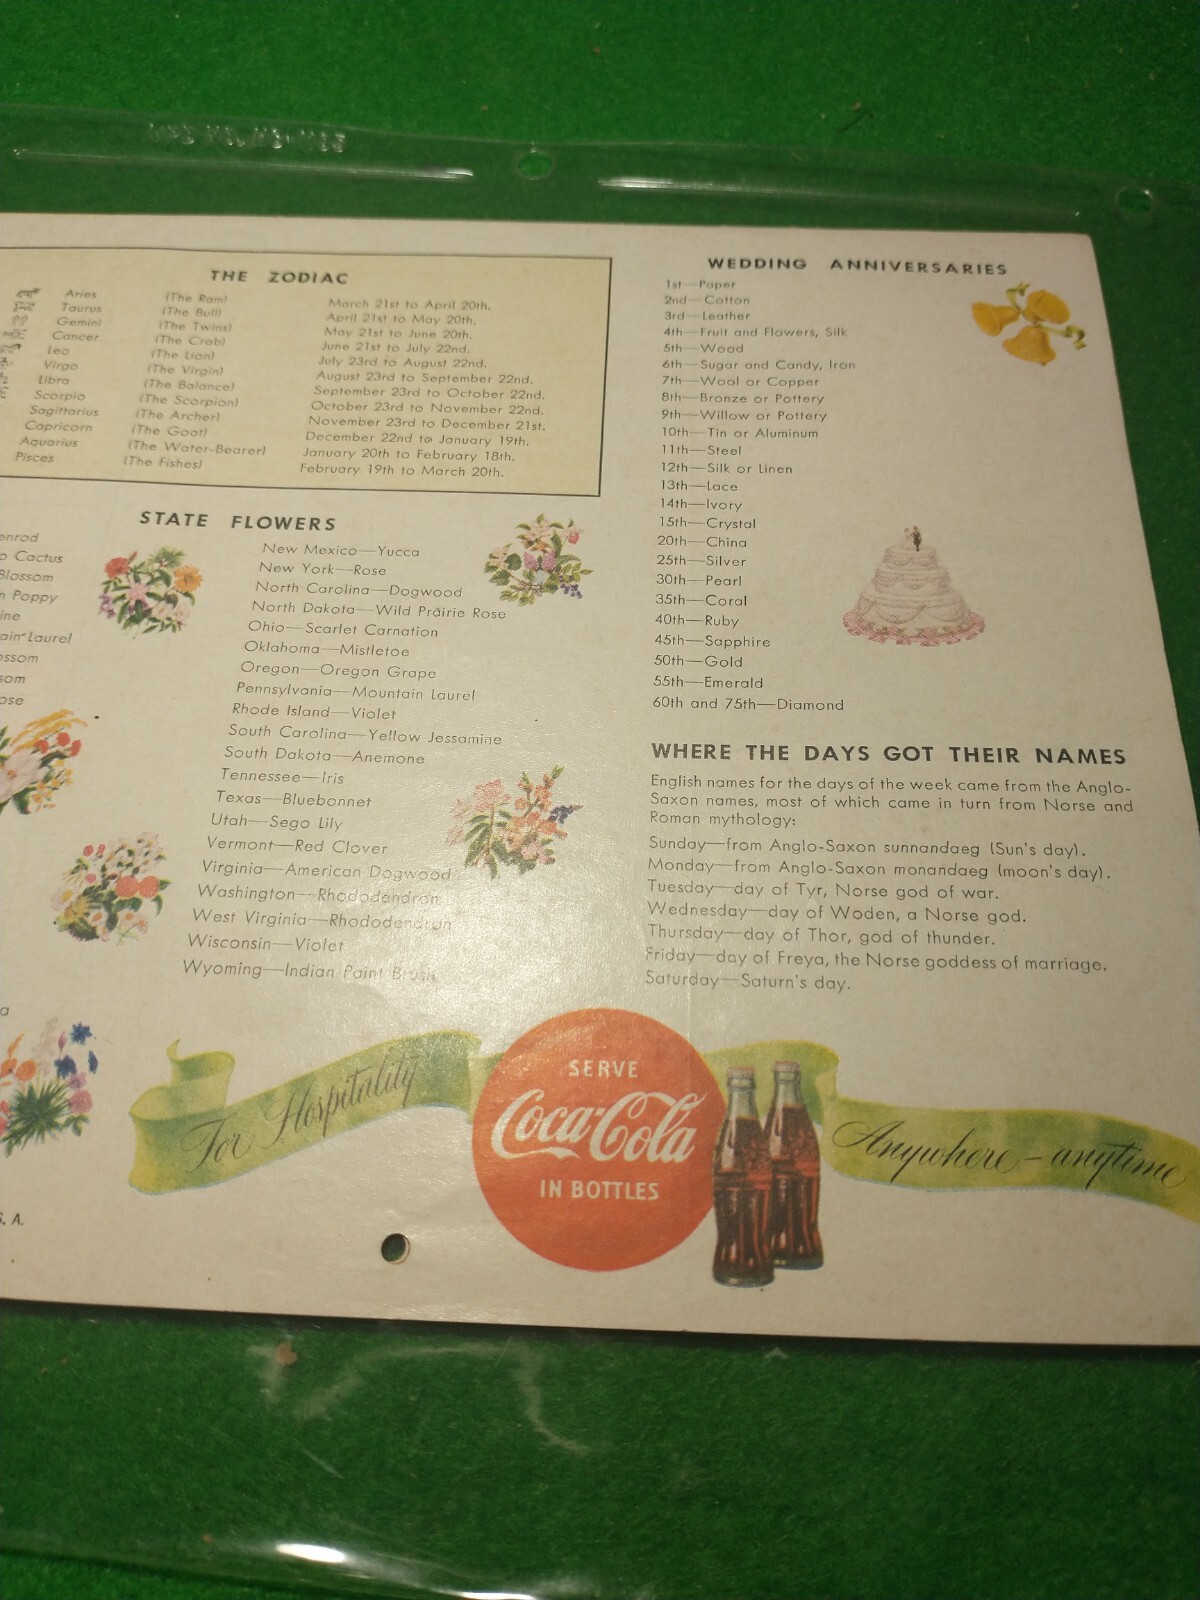 THE ZODIAC
Aries (The Ram) March 21st to April 20th.
Taurus (The Bull) April 21st to May 20th.
Gemini (The Twins) May 21st to June 20th.
Cancer (The Crab) June 21st to July 22nd.
Leo (The Lion) July 23rd to August 22nd.
Virgo (The Virgin) August 23rd to September 22nd.
Libra (The Balance) September 23rd to October 22nd.
Scorpio (The Scorpion) October 23rd to November 22nd.
Sagittarius (The Archer) November 23rd to December 21st.
Capricorn (The Goat) December 22nd to January 19th.
Aquarius (The Water-Bearer) January 20th to February 18th.
Pisces (The Fishes) February 19th to March 20th.
STATE FLOWERS
enrod
o Cactus
Blossom
n Poppy
ine
ain Laurel
ossom
som
ose
a
S. A.
New Mexico—Yucca
New York—Rose
North Carolina—Dogwood
North Dakota—Wild Prairie Rose
Ohio—Scarlet Carnation
Oklahoma—Mistletoe
Oregon—Oregon Grape
Pennsylvania—Mountain Laurel
Rhode Island—Violet
South Carolina—Yellow Jessamine
South Dakota—Anemone
Tennessee—Iris
Texas—Bluebonnet
Utah—Sego Lily
Vermont—Red Clover
Virginia—American Dogwood
Washington—Rhododendron
West Virginia—Rhododendron
Wisconsin—Violet
Wyoming—Indian Paint Brush
WEDDING ANNIVERSARIES
1st—Paper
2nd—Cotton
3rd—Leather
4th—Fruit and Flowers, Silk
5th—Wood
6th—Sugar and Candy, Iron
7th—Wool or Copper
8th—Bronze or Pottery
9th—Willow or Pottery
10th—Tin or Aluminum
11th—Steel
12th—Silk or Linen
13th—Lace
14th—Ivory
15th—Crystal
20th—China
25th—Silver
30th—Pearl
35th—Coral
40th—Ruby
45th—Sapphire
50th—Gold
55th—Emerald
60th and 75th—Diamond
WHERE THE DAYS GOT THEIR NAMES
English names for the days of the week came from the Anglo-
Saxon names, most of which came in turn from Norse and
Roman mythology:
Sunday—from Anglo-Saxon sunnandaeg (Sun's day).
Monday—from Anglo-Saxon monandaeg (moon's day).
Tuesday—day of Tyr, Norse god of war.
Wednesday—day of Woden, a Norse god.
Thursday—day of Thor, god of thunder.
Friday—day of Freya, the Norse goddess of marriage.
Saturday—Saturn's day.
For Hospitality
SERVE
Coca-Cola
IN BOTTLES
Anywhere – anytime